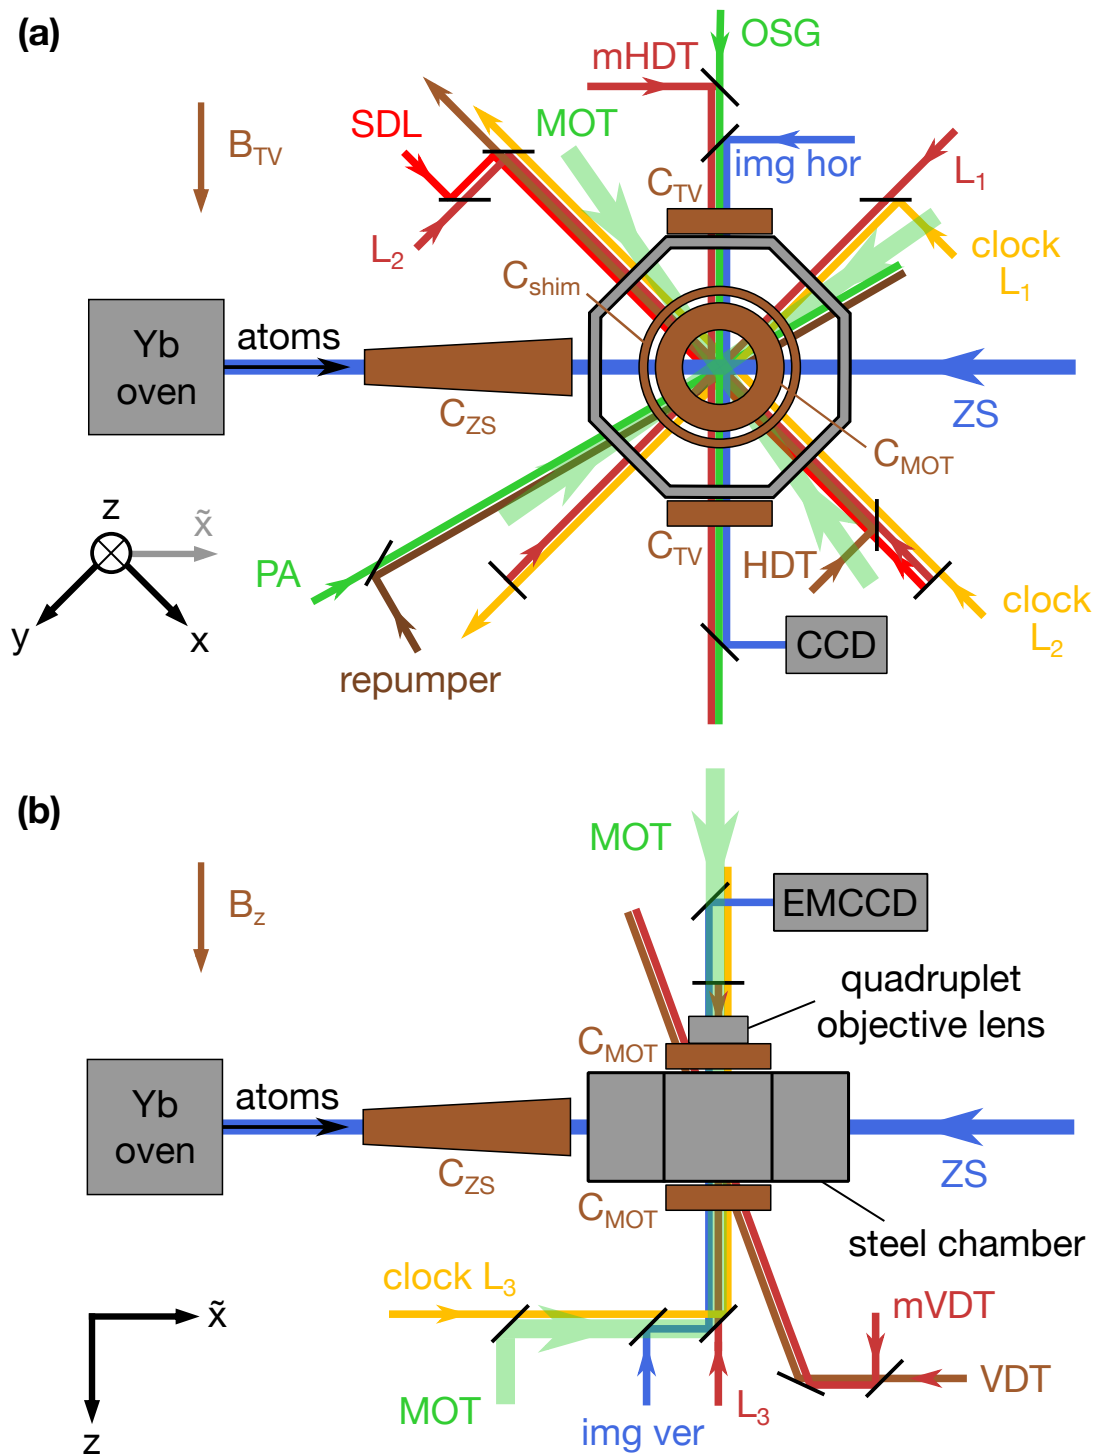 (a)
OSG
mHDT
SDL
MOT
B_TV
img hor
C_TV
L_1
L_2
clock
L_1
C_shim
Yb
oven
atoms
C_ZS
ZS
C_MOT
z
x̃
y
x
PA
C_TV
HDT
clock
L_2
CCD
repumper
(b)
MOT
B_z
EMCCD
quadruplet
objective lens
C_MOT
Yb
oven
atoms
C_ZS
ZS
C_MOT
steel chamber
clock L_3
x̃
z
mVDT
VDT
MOT
img ver
L_3